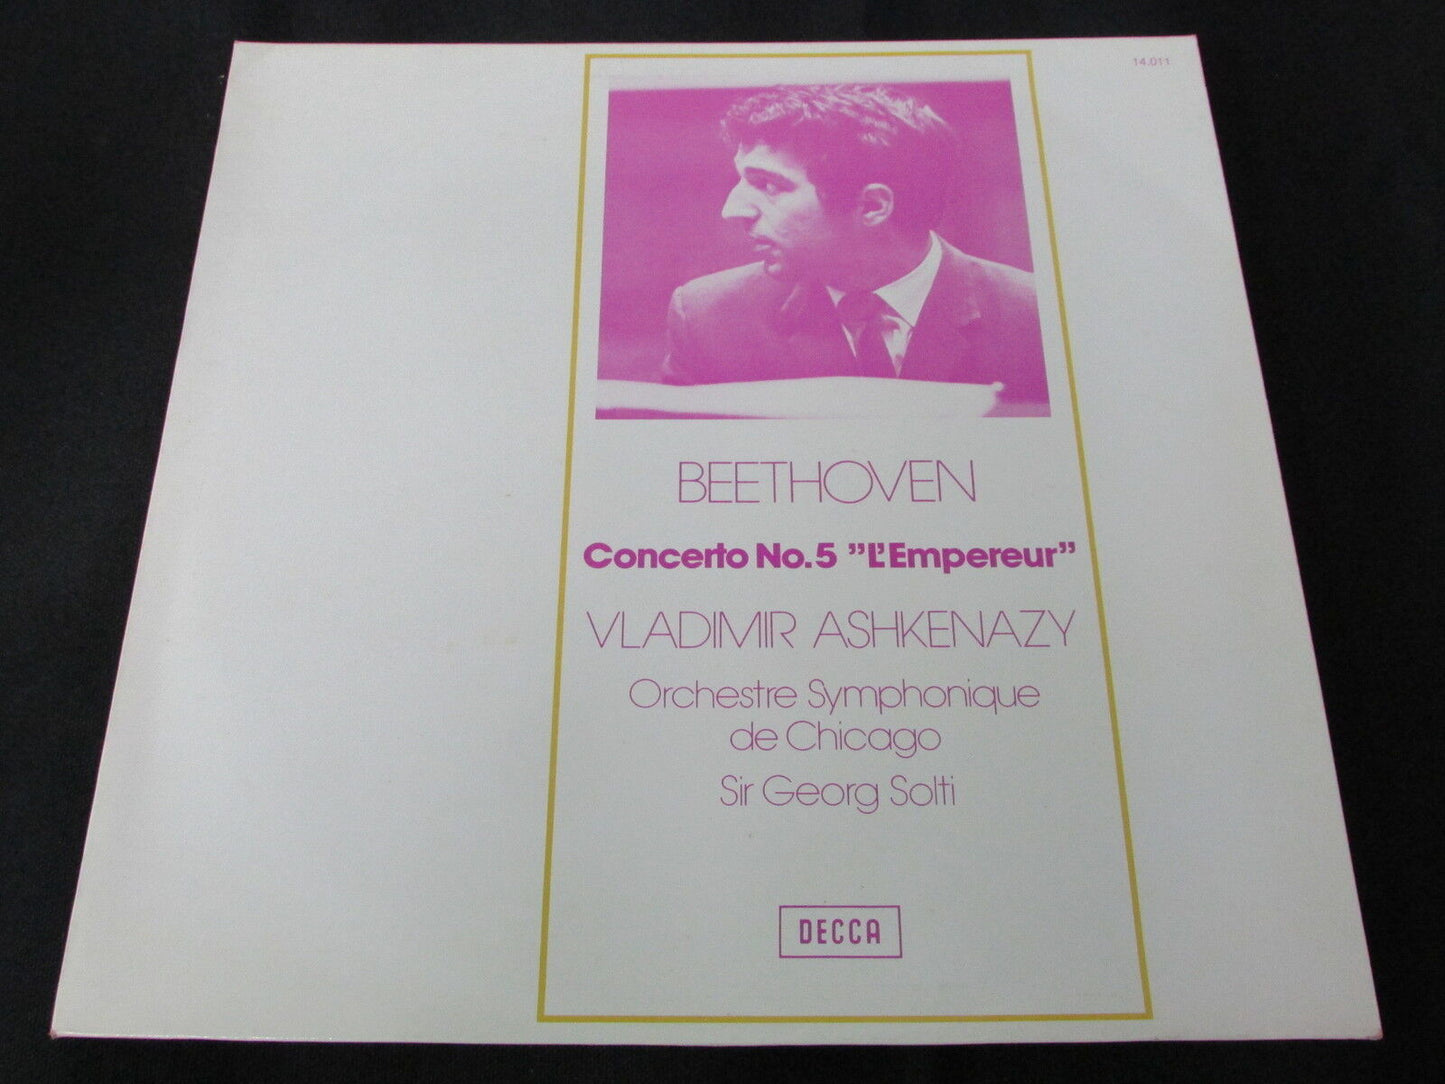 14.011
BEETHOVEN
Concerto No.5 ”L'Empereur”
VLADIMIR ASHKENAZY
Orchestre Symphonique
de Chicago
Sir Georg Solti
DECCA